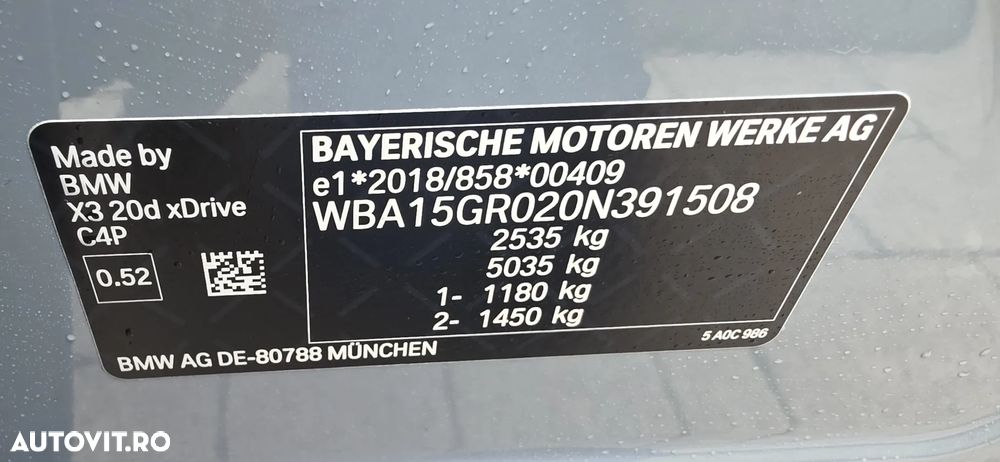 Made by
BMW
X3 20d xDrive
C4P
0.52
BAYERISCHE MOTOREN WERKE AG
e1*2018/858*00409
WBA15GR020N391508
2535 kg
5035 kg
1- 1180 kg
2- 1450 kg
5 A0C 986
BMW AG DE-80788 MÜNCHEN
AUTOVIT.RO